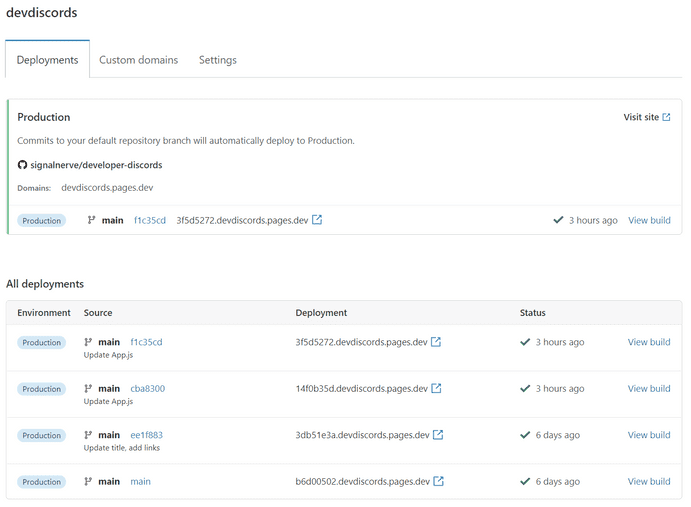 devdiscords
Deployments Custom domains Settings
Production Visit site
Commits to your default repository branch will automatically deploy to Production.
signalnerve/developer-discords
Domains: devdiscords.pages.dev
Production main f1c35cd 3f5d5272.devdiscords.pages.dev 3 hours ago View build
All deployments
Environment Source Deployment Status
Production main f1c35cd 3f5d5272.devdiscords.pages.dev 3 hours ago View build
Update App.js
Production main cba8300 14f0b35d.devdiscords.pages.dev 3 hours ago View build
Update App.js
Production main ee1f883 3db51e3a.devdiscords.pages.dev 6 days ago View build
Update title, add links
Production main main b6d00502.devdiscords.pages.dev 6 days ago View build